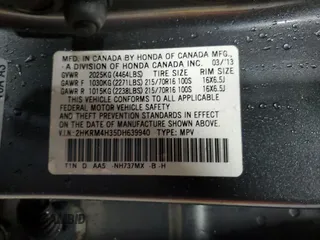 MFD. IN CANADA BY HONDA OF CANADA MFG.,
-A DIVISION OF HONDA CANADA INC. 03/'13
GVWR 2025KG(4464LBS) TIRE SIZE RIM SIZE
GAWR F 1030KG(2271LBS) 215/70R16 100S 16X6.5J
GAWR R 1015KG(2238LBS) 215/70R16 100S 16X6.5J
THIS VEHICLE CONFORMS TO ALL APPLICABLE
FEDERAL MOTOR VEHICLE SAFETY AND
THEFT PREVENTION STANDARDS IN EFFECT ON
THE DATE OF MANUFACTURE SHOWN ABOVE.
V.I.N: 2HKRM4H35DH639940 TYPE: MPV
NH737MX -B-H